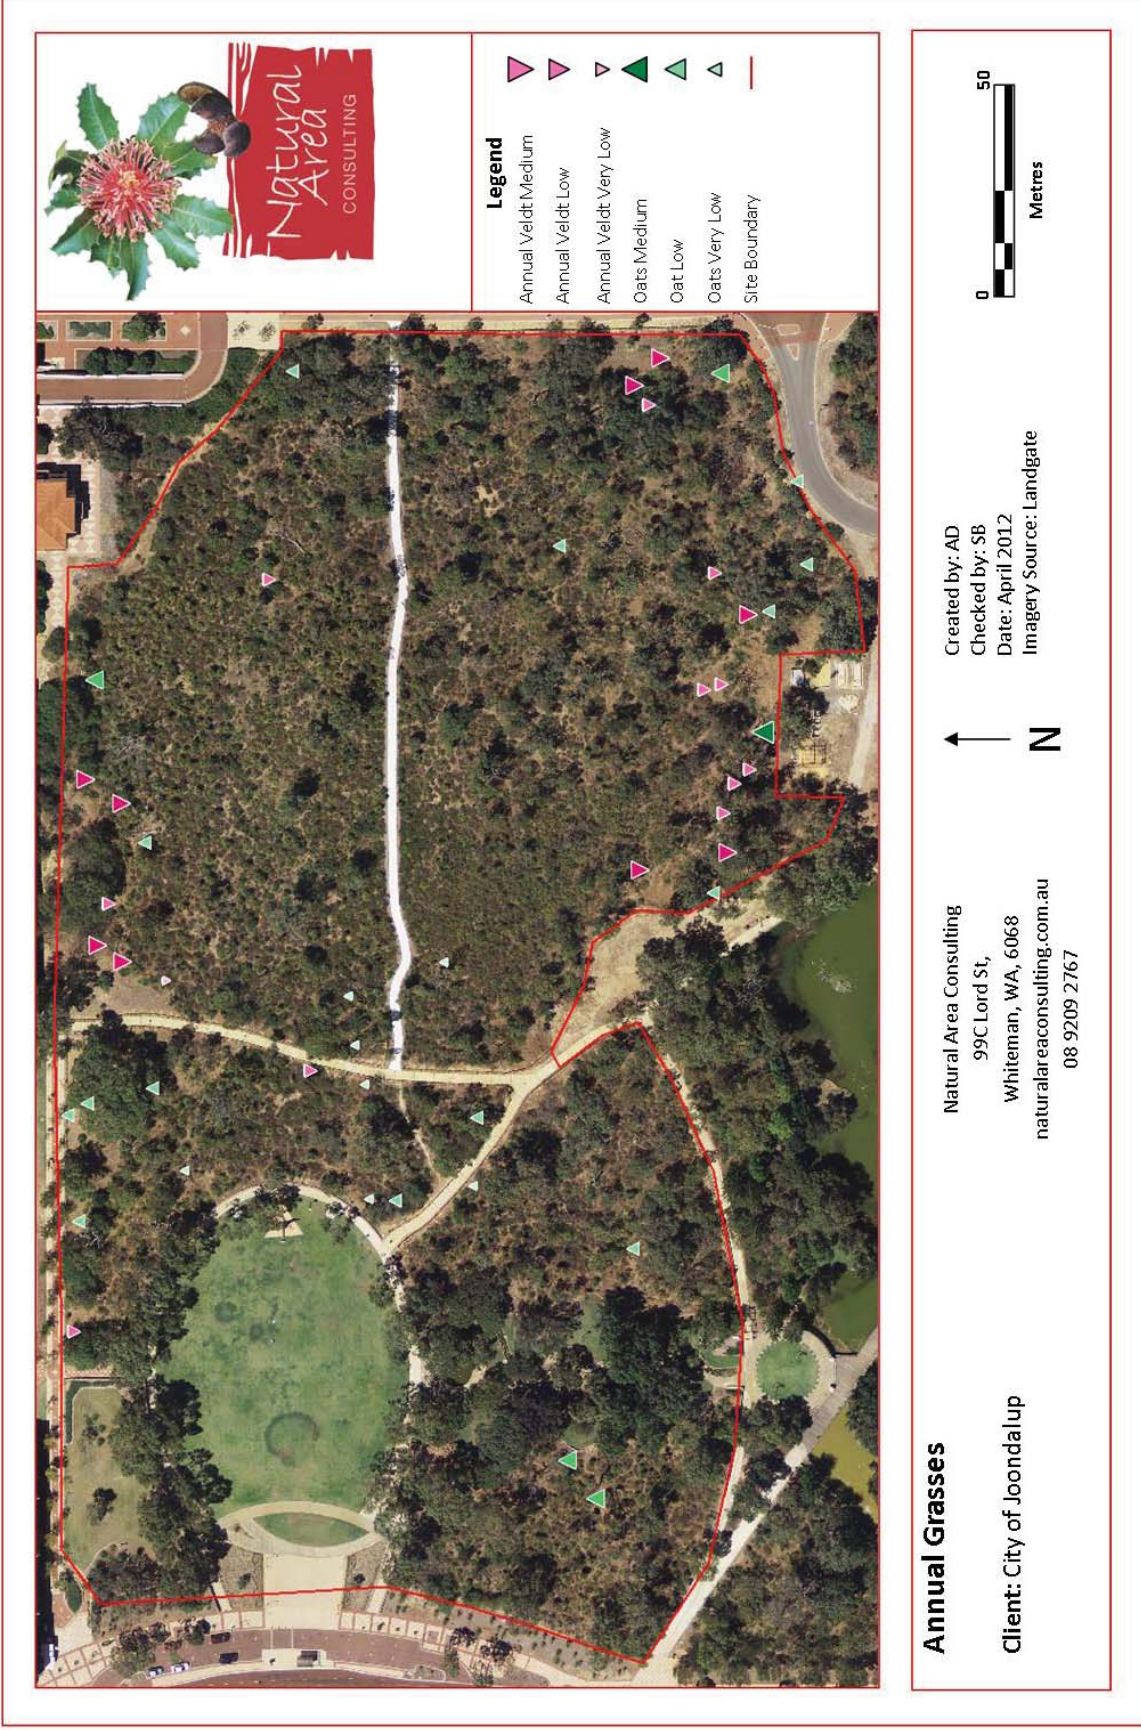 Natural
Area
CONSULTING
Legend
Annual Veldt Medium
Annual Veldt Low
Annual Veldt Very Low
Oats Medium
Oat Low
Oats Very Low
Site Boundary
Annual Grasses
Client: City of Joondalup
Natural Area Consulting
99C Lord St,
Whiteman, WA, 6068
naturalareaconsulting.com.au
08 9209 2767
N
Created by: AD
Checked by: SB
Date: April 2012
Imagery Source: Landgate
0
50
Metres